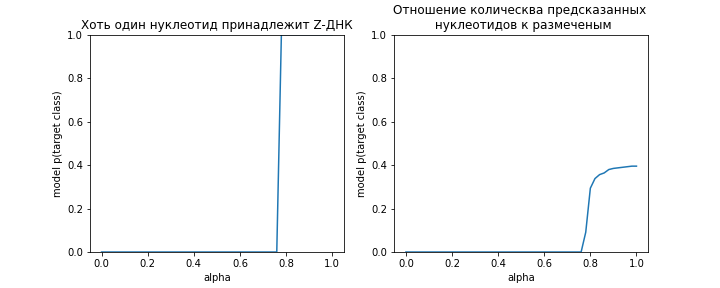 Хоть один нуклеотид принадлежит Z-ДНК
1.0
0.8
0.6
0.4
0.2
0.0
model p(target class)
0.0 0.2 0.4 0.6 0.8 1.0
alpha
Отношение колическва предсказанных
нуклеотидов к размеченым
1.0
0.8
0.6
0.4
0.2
0.0
model p(target class)
0.0 0.2 0.4 0.6 0.8 1.0
alpha